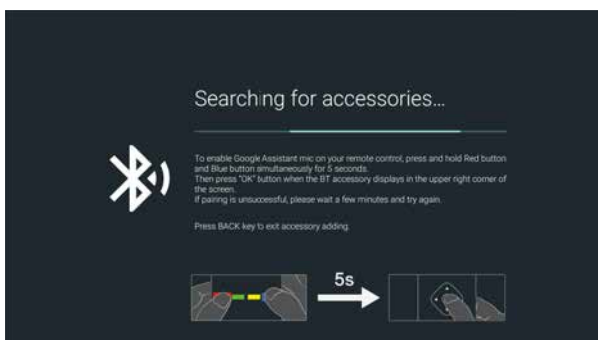 Searching for accessories...
To enable Google Assistant mic on your remote control, press and hold Red button
and Blue button simultaneously for 5 seconds.
Then press "OK" button when the BT accessory displays in the upper right corner of
the screen.
If pairing is unsuccessful, please wait a few minutes and try again.
Press BACK key to exit accessory adding.
5s